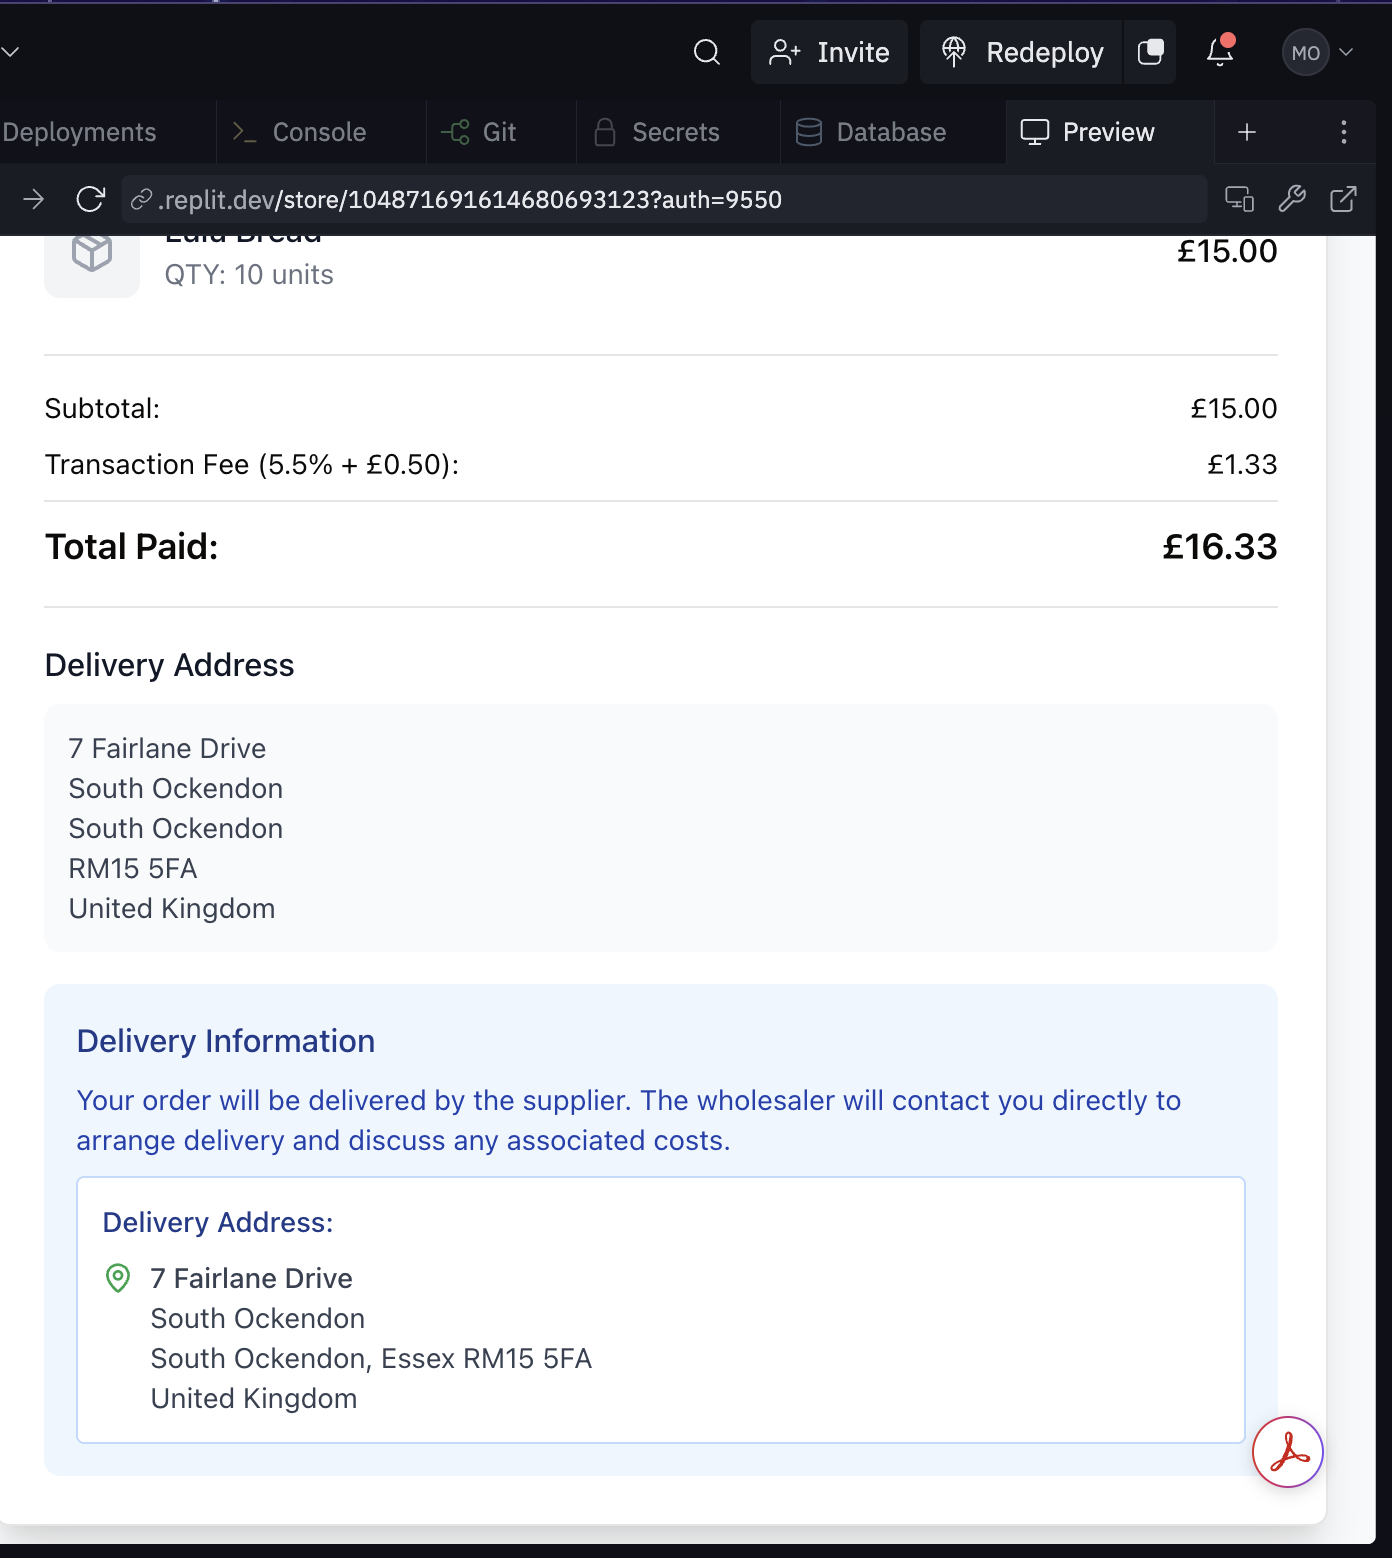 Invite
Redeploy
MO
Deployments
Console
Git
Secrets
Database
Preview
.replit.dev/store/104871691614680693123?auth=9550
Lulu Bread
£15.00
QTY: 10 units
Subtotal:
£15.00
Transaction Fee (5.5% + £0.50):
£1.33
Total Paid:
£16.33
Delivery Address
7 Fairlane Drive
South Ockendon
South Ockendon
RM15 5FA
United Kingdom
Delivery Information
Your order will be delivered by the supplier. The wholesaler will contact you directly to
arrange delivery and discuss any associated costs.
Delivery Address:
7 Fairlane Drive
South Ockendon
South Ockendon, Essex RM15 5FA
United Kingdom